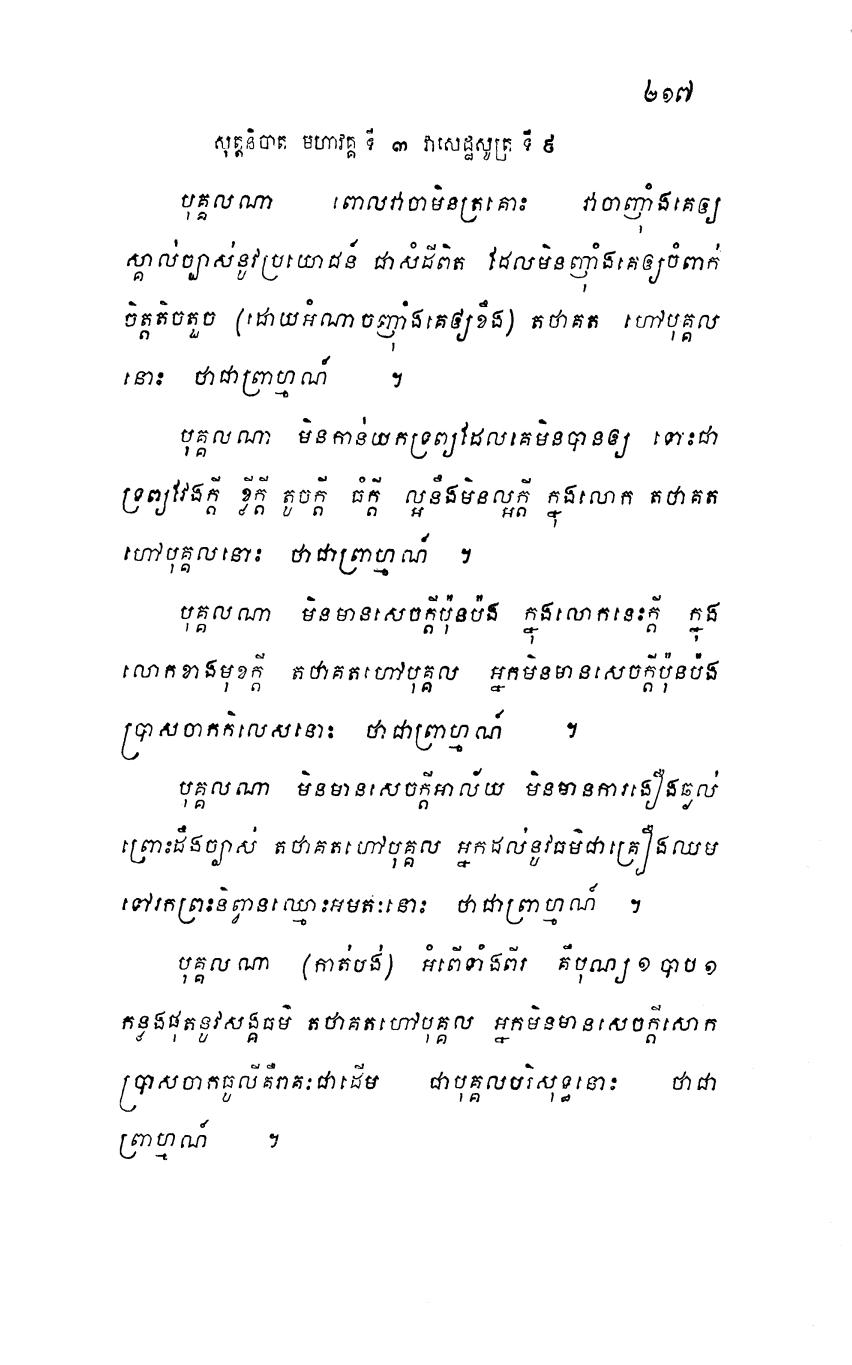 ២១៧
សុត្តនិបាត មហាវគ្គ ទី ៣ វាសេដ្ឋសូត្រ ទី ៩
បុគ្គលណា ពោលវាចាមិនត្រគោះ វាចាញ៉ាំងគេឲ្យ
ស្គាល់ច្បាស់នូវប្រយោជន៍ ជាសំដីពិត ដែលមិនញ៉ាំងគេឲ្យចំពាក់
ចិត្តតិចតួច (ដោយអំណាចញ៉ាំងគេឲ្យខឹង) តថាគត ហៅបុគ្គល
នោះ ថាជាព្រាហ្មណ៍ ។
បុគ្គលណា មិនកាន់យកទ្រព្យដែលគេមិនបានឲ្យ ទោះជា
ទ្រព្យវែងក្តី ខ្លីក្តី តូចក្តី ធំក្តី ល្អនឹងមិនល្អក្តី ក្នុងលោក តថាគត
ហៅបុគ្គលនោះ ថាជាព្រាហ្មណ៍ ។
បុគ្គលណា មិនមានសេចក្តីប៉ុនប៉ង ក្នុងលោកនេះក្តី ក្នុង
លោកខាងមុខក្តី តថាគតហៅបុគ្គល អ្នកមិនមានសេចក្តីប៉ុនប៉ង
ប្រាសចាកកិលេសនោះ ថាជាព្រាហ្មណ៍ ។
បុគ្គលណា មិនមានសេចក្តីអាល័យ មិនមានការងឿងឆ្ងល់
ព្រោះដឹងច្បាស់ តថាគតហៅបុគ្គល អ្នកដល់នូវធម៌ជាគ្រឿងឈម
ទៅរកព្រះនិព្វានឈ្មោះអមតៈនោះ ថាជាព្រាហ្មណ៍ ។
បុគ្គលណា (កាត់បង់) អំពើទាំងពីរ គឺបុណ្យ ១ បាប ១
កន្លងផុតនូវសង្គធម៌ តថាគតហៅបុគ្គល អ្នកមិនមានសេចក្តីសោក
ប្រាសចាកធូលីគឺរាគៈជាដើម ជាបុគ្គលបរិសុទ្ធនោះ ថាជា
ព្រាហ្មណ៍ ។